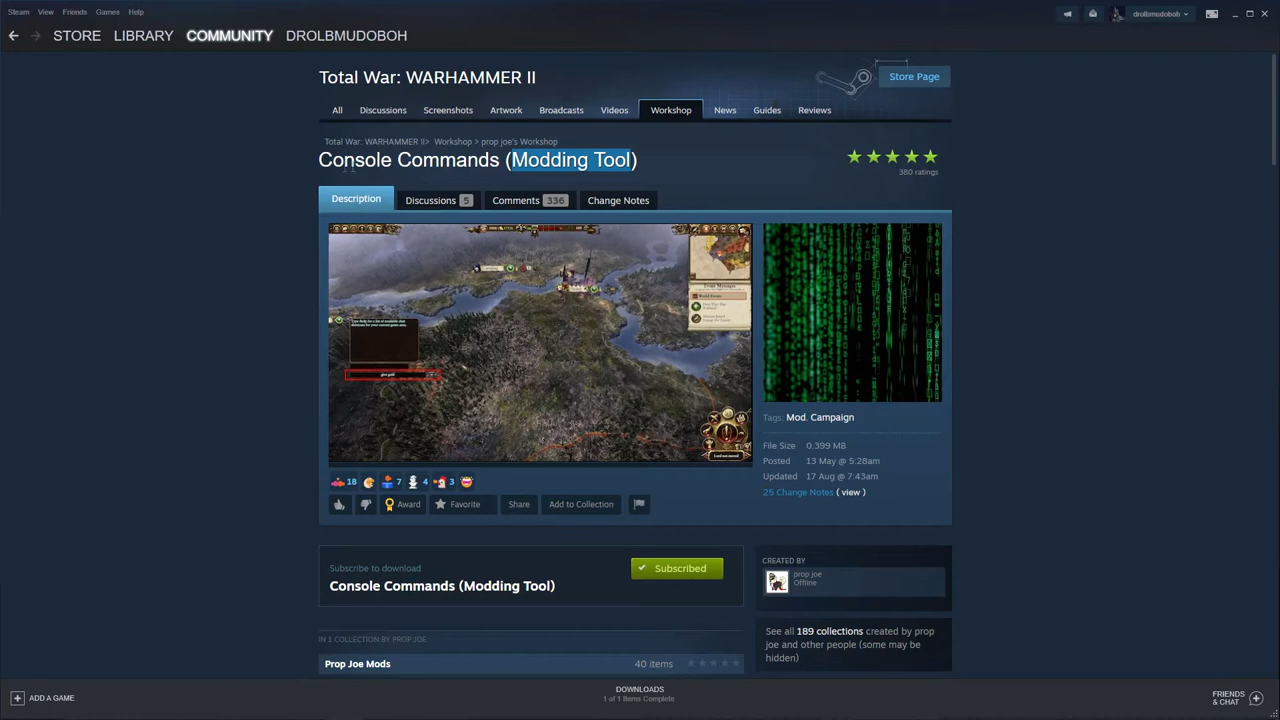 Steam View Friends Games Help
drolbmudoboh
STORE LIBRARY COMMUNITY DROLBMUDOBOH
Total War: WARHAMMER II
Store Page
All Discussions Screenshots Artwork Broadcasts Videos Workshop News Guides Reviews
Total War: WARHAMMER II> Workshop > prop joe's Workshop
Console Commands (Modding Tool)
380 ratings
Description Discussions 5 Comments 336 Change Notes
give gold
Tags: Mod, Campaign
File Size 0.399 MB
Posted 13 May @ 5:28am
Updated 17 Aug @ 7:43am
25 Change Notes ( view )
18 7 4 3
Award Favorite Share Add to Collection
Subscribe to download
Console Commands (Modding Tool)
Subscribed
CREATED BY
prop joe
Offline
See all 189 collections created by prop
joe and other people (some may be
hidden)
IN 1 COLLECTION BY PROP JOE
Prop Joe Mods 40 items
ADD A GAME
DOWNLOADS
1 of 1 Items Complete
FRIENDS
& CHAT